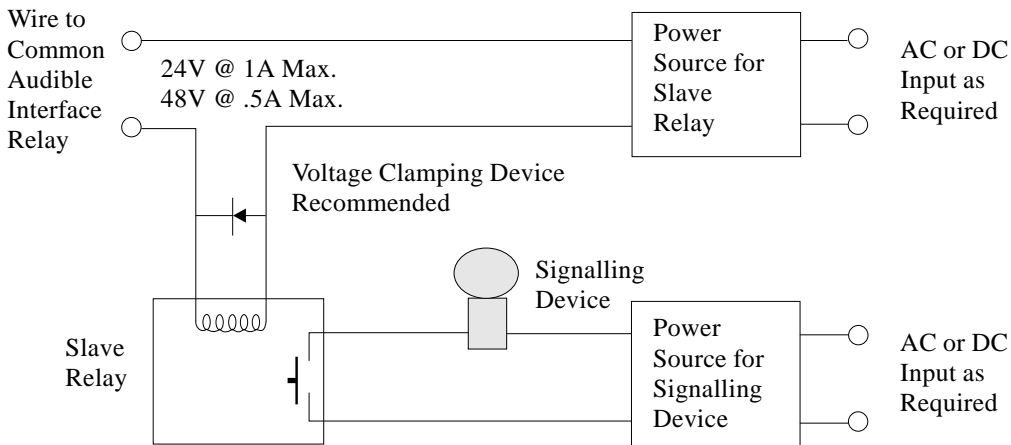 Wire to
Common
Audible
Interface
Relay
24V @ 1A Max.
48V @ .5A Max.
Power
Source for
Slave
Relay
AC or DC
Input as
Required
Voltage Clamping Device
Recommended
Signalling
Device
Slave
Relay
Power
Source for
Signalling
Device
AC or DC
Input as
Required